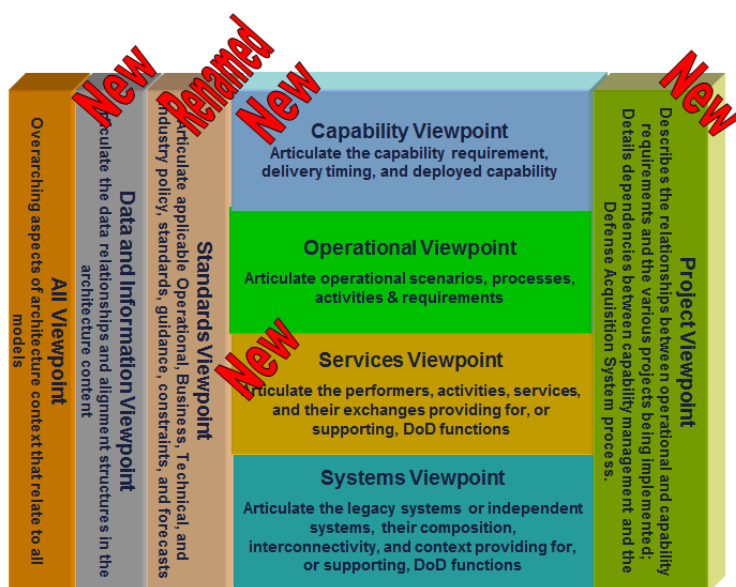 All Viewpoint
Overarching aspects of architecture context that relate to all
models
New
Data and Information Viewpoint
Articulate the data relationships and alignment structures in the
architecture content
Renamed
Standards Viewpoint
Articulate applicable Operational, Business, Technical, and
Industry policy, standards, guidance, constraints, and forecasts
New
Capability Viewpoint
Articulate the capability requirement,
delivery timing, and deployed capability
Operational Viewpoint
Articulate operational scenarios, processes,
activities & requirements
New
Services Viewpoint
Articulate the performers, activities, services,
and their exchanges providing for, or
supporting, DoD functions
Systems Viewpoint
Articulate the legacy systems or independent
systems, their composition,
interconnectivity, and context providing for,
or supporting, DoD functions
New
Project Viewpoint
Describes the relationships between operational and capability
requirements and the various projects being implemented;
Details dependencies between capability management and the
Defense Acquisition System process.